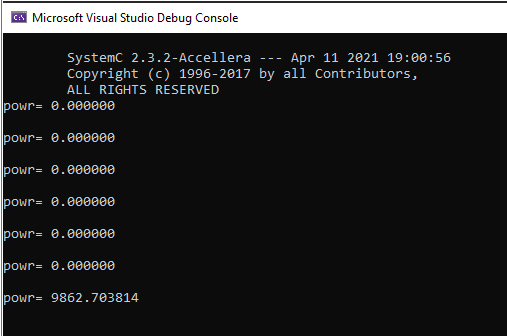 C:\ Microsoft Visual Studio Debug Console
SystemC 2.3.2-Accellera --- Apr 11 2021 19:00:56
Copyright (c) 1996-2017 by all Contributors,
ALL RIGHTS RESERVED
powr= 0.000000
powr= 0.000000
powr= 0.000000
powr= 0.000000
powr= 0.000000
powr= 0.000000
powr= 9862.703814